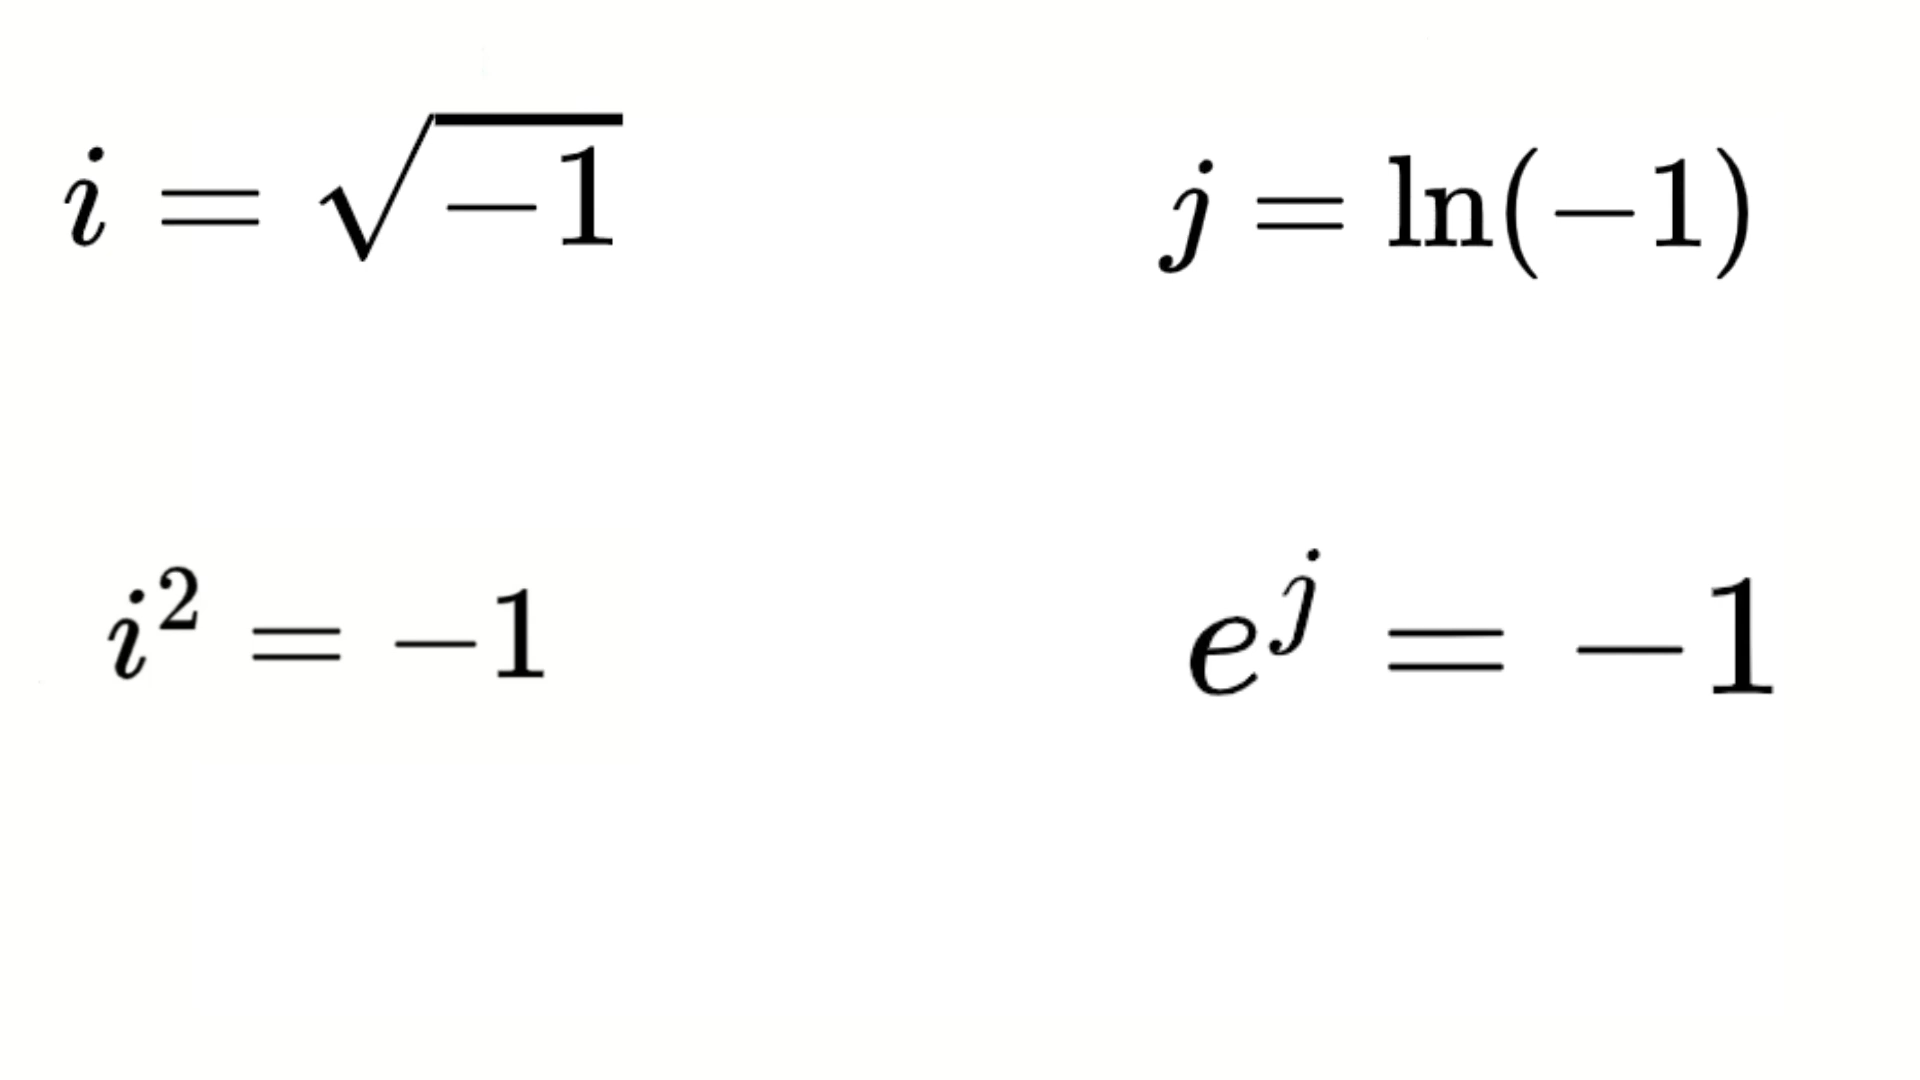 i = √−1
j = ln(−1)
i² = −1
eʲ = −1